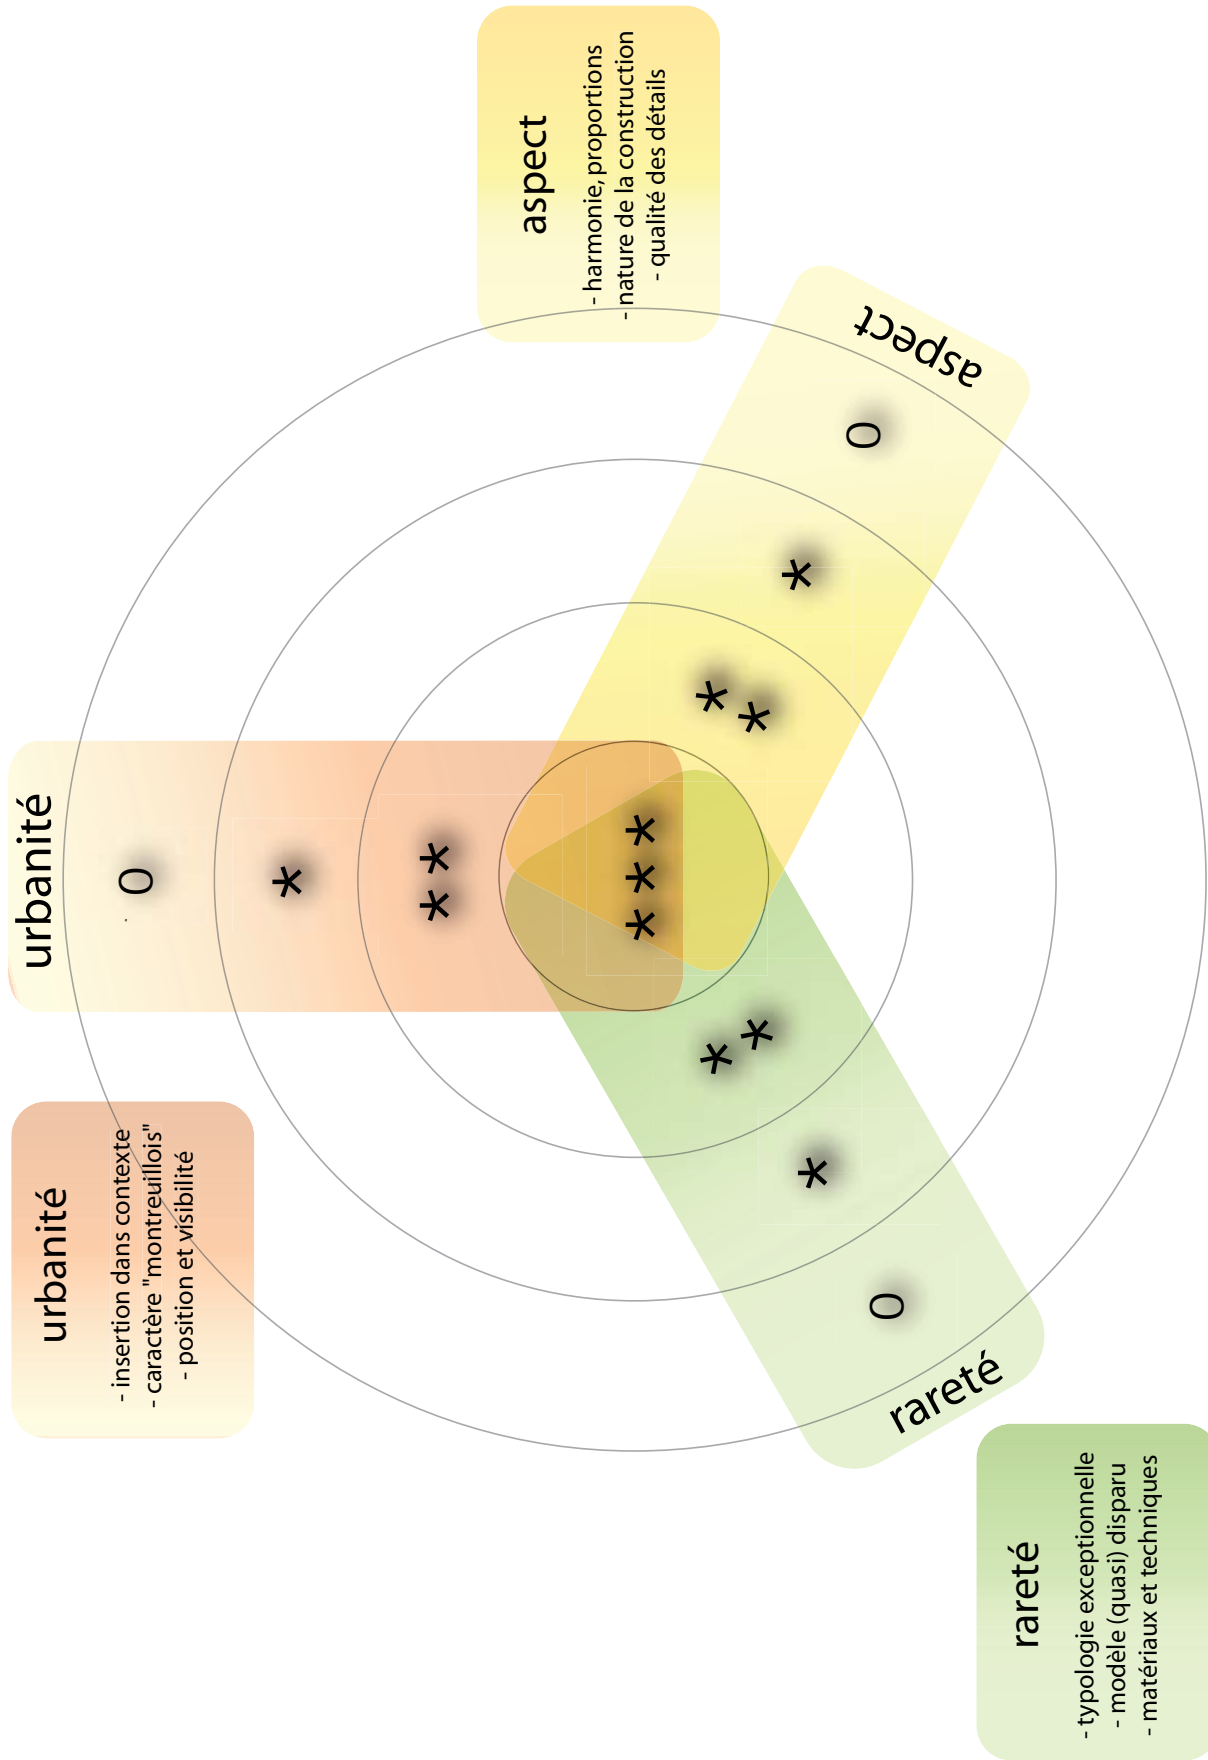 urbanité
- insertion dans contexte
- caractère "montreuillois"
- position et visibilité
urbanité
0
*
**
***
aspect
- harmonie, proportions
- nature de la construction
- qualité des détails
aspect
0
*
**
rareté
0
*
**
rareté
- typologie exceptionnelle
- modèle (quasi) disparu
- matériaux et techniques